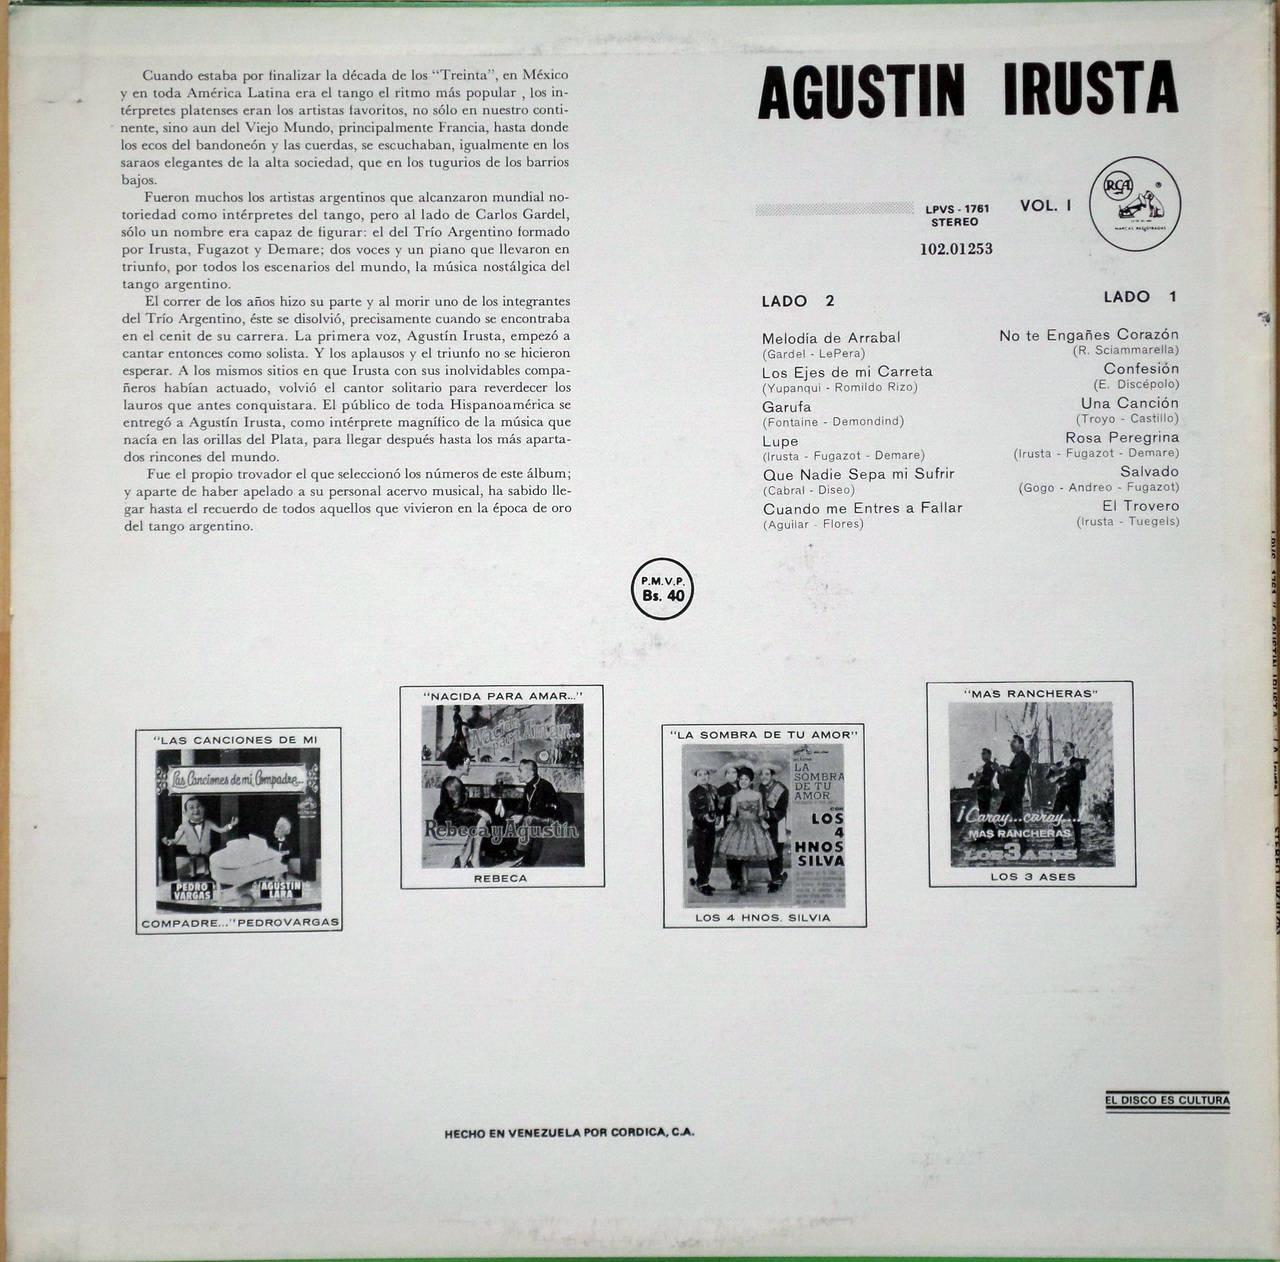 Cuando estaba por finalizar la década de los “Treinta”, en México
y en toda América Latina era el tango el ritmo más popular , los in-
térpretes platenses eran los artistas favoritos, no sólo en nuestro conti-
nente, sino aun del Viejo Mundo, principalmente Francia, hasta donde
los ecos del bandoneón y las cuerdas, se escuchaban, igualmente en los
saraos elegantes de la alta sociedad, que en los tugurios de los barrios
bajos.
Fueron muchos los artistas argentinos que alcanzaron mundial no-
toriedad como intérpretes del tango, pero al lado de Carlos Gardel,
sólo un nombre era capaz de figurar: el del Trío Argentino formado
por Irusta, Fugazot y Demare; dos voces y un piano que llevaron en
triunfo, por todos los escenarios del mundo, la música nostálgica del
tango argentino.
El correr de los años hizo su parte y al morir uno de los integrantes
del Trío Argentino, éste se disolvió, precisamente cuando se encontraba
en el cenit de su carrera. La primera voz, Agustín Irusta, empezó a
cantar entonces como solista. Y los aplausos y el triunfo no se hicieron
esperar. A los mismos sitios en que Irusta con sus inolvidables compa-
ñeros habían actuado, volvió el cantor solitario para reverdecer los
lauros que antes conquistara. El público de toda Hispanoamérica se
entregó a Agustín Irusta, como intérprete magnífico de la música que
nacía en las orillas del Plata, para llegar después hasta los más aparta-
dos rincones del mundo.
Fue el propio trovador el que seleccionó los números de este álbum;
y aparte de haber apelado a su personal acervo musical, ha sabido lle-
gar hasta el recuerdo de todos aquellos que vivieron en la época de oro
del tango argentino.
AGUSTIN IRUSTA
LPVS - 1761
STEREO
102.01253
VOL. I
RCA
®
MARCAS REGISTRADAS
LADO 2
Melodía de Arrabal
(Gardel - LePera)
Los Ejes de mi Carreta
(Yupanqui - Romildo Rizo)
Garufa
(Fontaine - Demondind)
Lupe
(Irusta - Fugazot - Demare)
Que Nadie Sepa mi Sufrir
(Cabral - Diseo)
Cuando me Entres a Fallar
(Aguilar - Flores)
LADO 1
No te Engañes Corazón
(R. Sciammarella)
Confesión
(E. Discépolo)
Una Canción
(Troyo - Castillo)
Rosa Peregrina
(Irusta - Fugazot - Demare)
Salvado
(Gogo - Andreo - Fugazot)
El Trovero
(Irusta - Tuegels)
P.M.V.P.
Bs. 40
"LAS CANCIONES DE MI
Las Canciones de mi Compadre...
PEDRO
VARGAS
AGUSTIN
LARA
COMPADRE..."PEDROVARGAS
"NACIDA PARA AMAR..."
Nacida
para Amar...
Rebeca y Agustín
REBECA
"LA SOMBRA DE TU AMOR"
LA
SOMBRA
DE TU
AMOR
CON
LOS
4
HNOS
SILVA
LOS 4 HNOS. SILVIA
"MAS RANCHERAS"
¡Caray...caray...!
MAS RANCHERAS
LOS 3 ASES
LOS 3 ASES
EL DISCO ES CULTURA
HECHO EN VENEZUELA POR CORDICA, C.A.